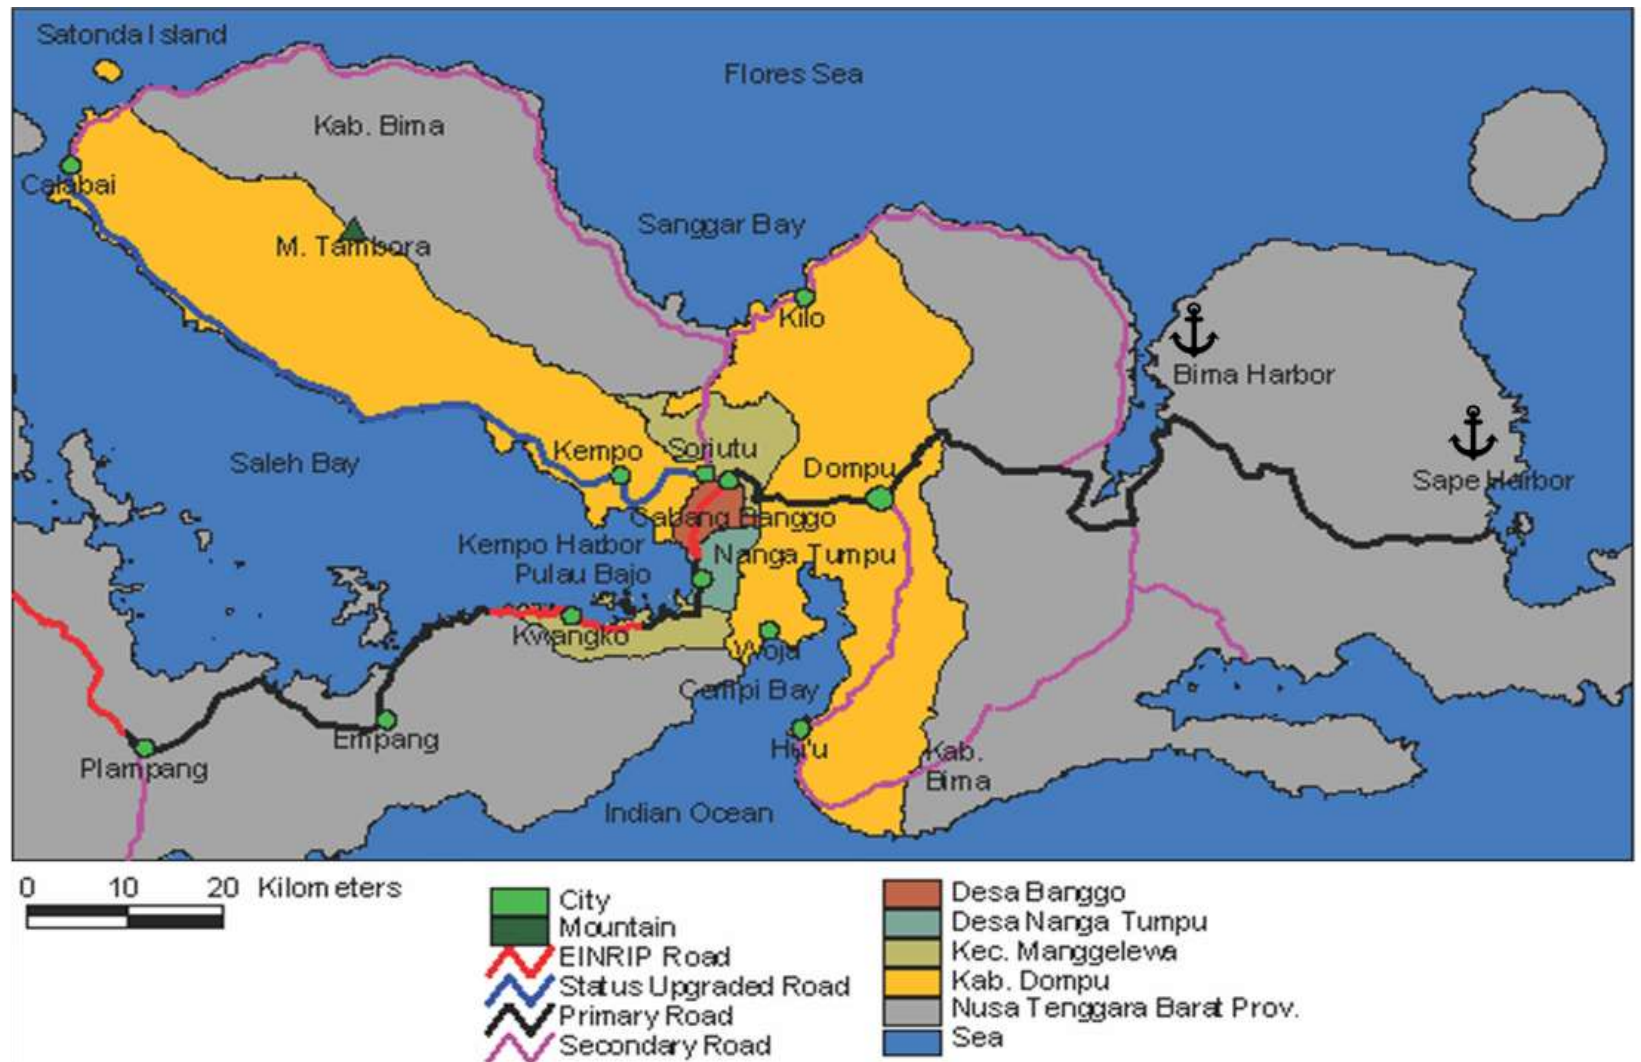 Satonda Island
Flores Sea
Kab. Bima
Calabai
Sanggar Bay
M. Tambora
Kilo
Bima Harbor
Kempo
Soriutu
Saleh Bay
Dompu
Sape Harbor
Cabang Banggo
Kempo Harbor
Nanga Tumpu
Pulau Bajo
Kwangko
Woja
Cempi Bay
Empang
Hu'u
Kab.
Bima
Plampang
Indian Ocean
0 10 20 Kilometers
City
Mountain
EINRIP Road
Status Upgraded Road
Primary Road
Secondary Road
Desa Banggo
Desa Nanga Tumpu
Kec. Manggelewa
Kab. Dompu
Nusa Tenggara Barat Prov.
Sea